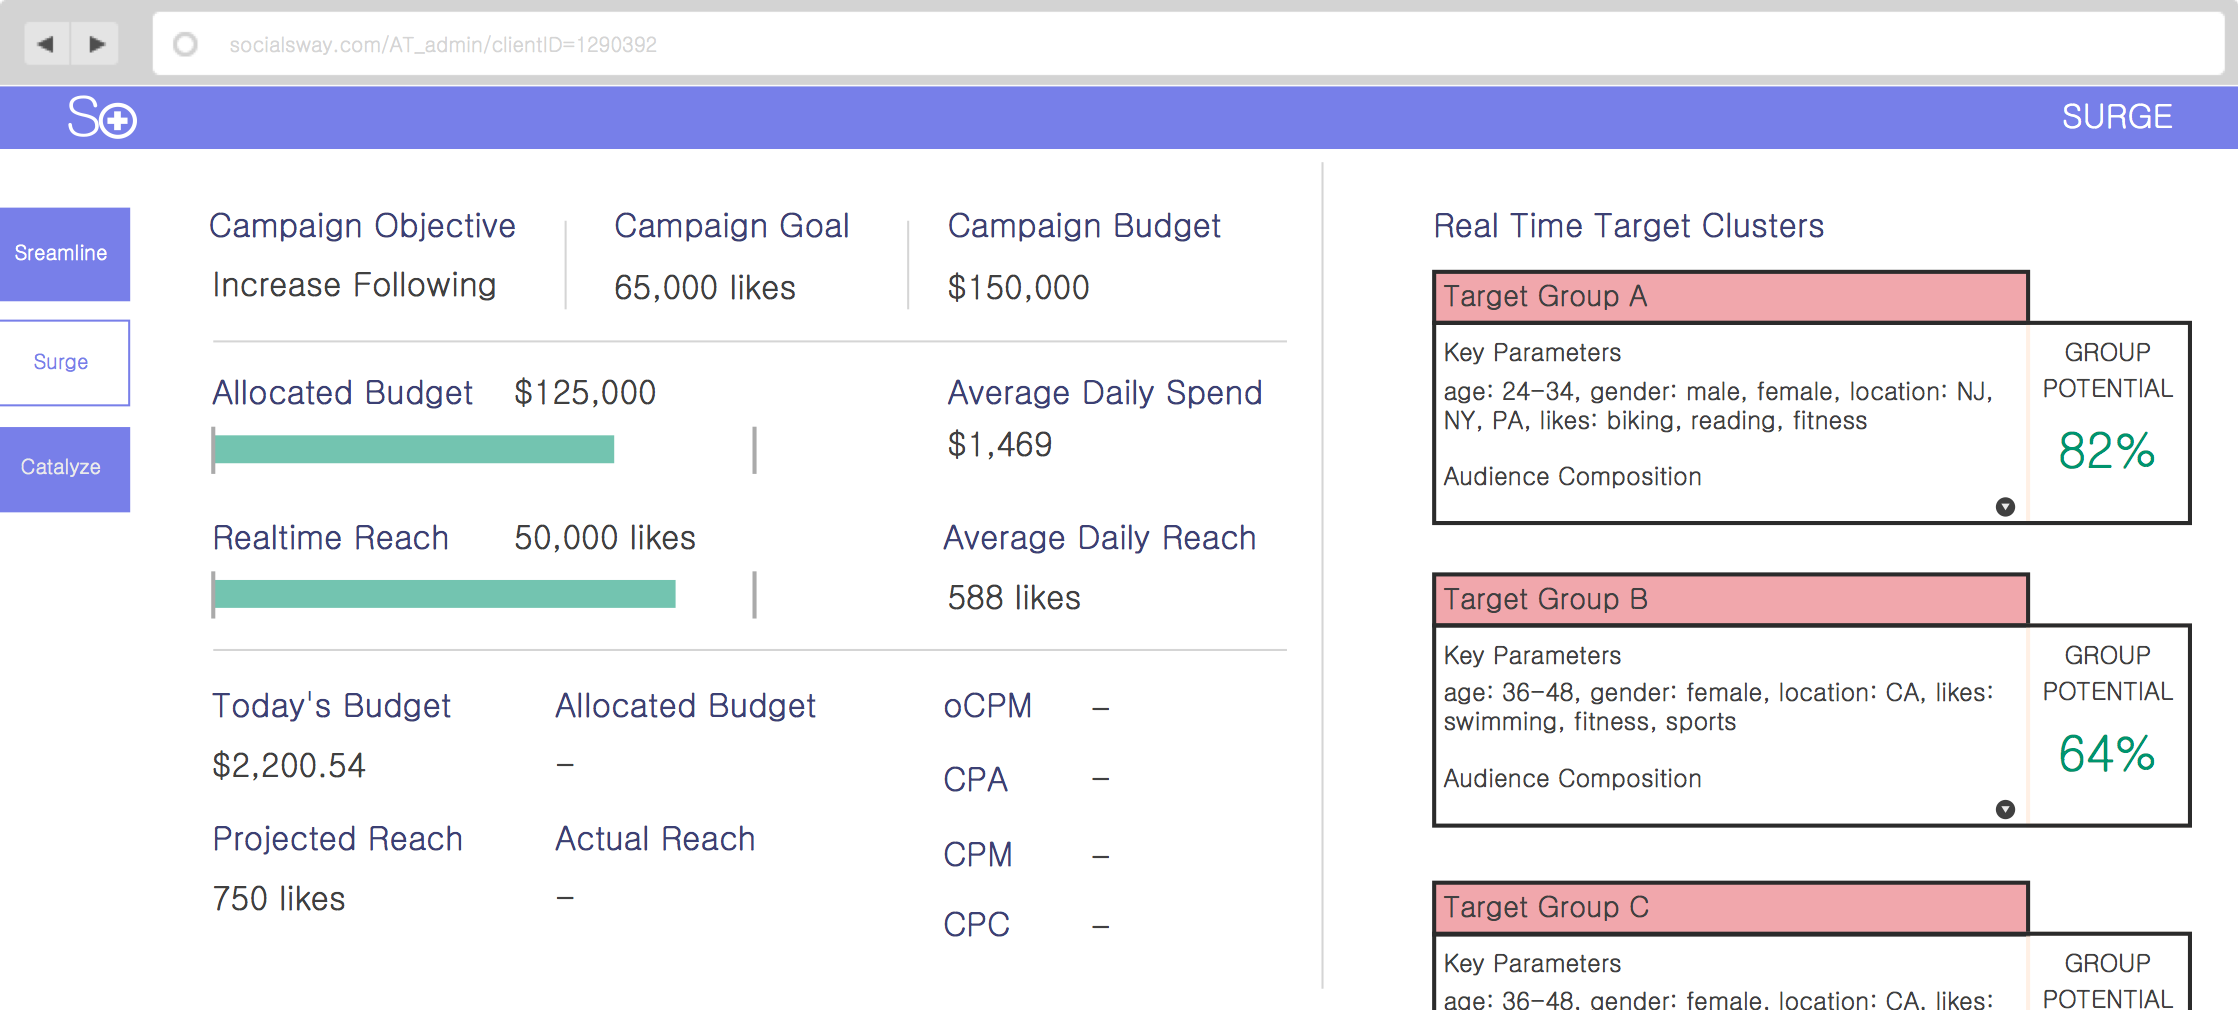 socialsway.com/AT_admin/clientID=1290392
S
SURGE
Sreamline
Surge
Catalyze
Campaign Objective
Increase Following
Campaign Goal
65,000 likes
Campaign Budget
$150,000
Allocated Budget $125,000
Average Daily Spend
$1,469
Realtime Reach 50,000 likes
Average Daily Reach
588 likes
Today's Budget
$2,200.54
Allocated Budget
–
Projected Reach
750 likes
Actual Reach
–
oCPM –
CPA –
CPM –
CPC –
Real Time Target Clusters
Target Group A
Key Parameters
age: 24-34, gender: male, female, location: NJ,
NY, PA, likes: biking, reading, fitness
Audience Composition
GROUP
POTENTIAL
82%
Target Group B
Key Parameters
age: 36-48, gender: female, location: CA, likes:
swimming, fitness, sports
Audience Composition
GROUP
POTENTIAL
64%
Target Group C
Key Parameters
age: 36-48, gender: female, location: CA, likes:
GROUP
POTENTIAL